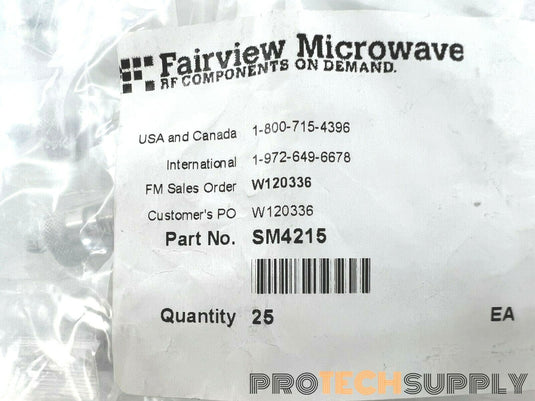 Fairview Microwave
RF COMPONENTS ON DEMAND.
USA and Canada 1-800-715-4396
International 1-972-649-6678
FM Sales Order W120336
Customer's PO W120336
Part No. SM4215
Quantity 25 EA
PROTECHSUPPLY